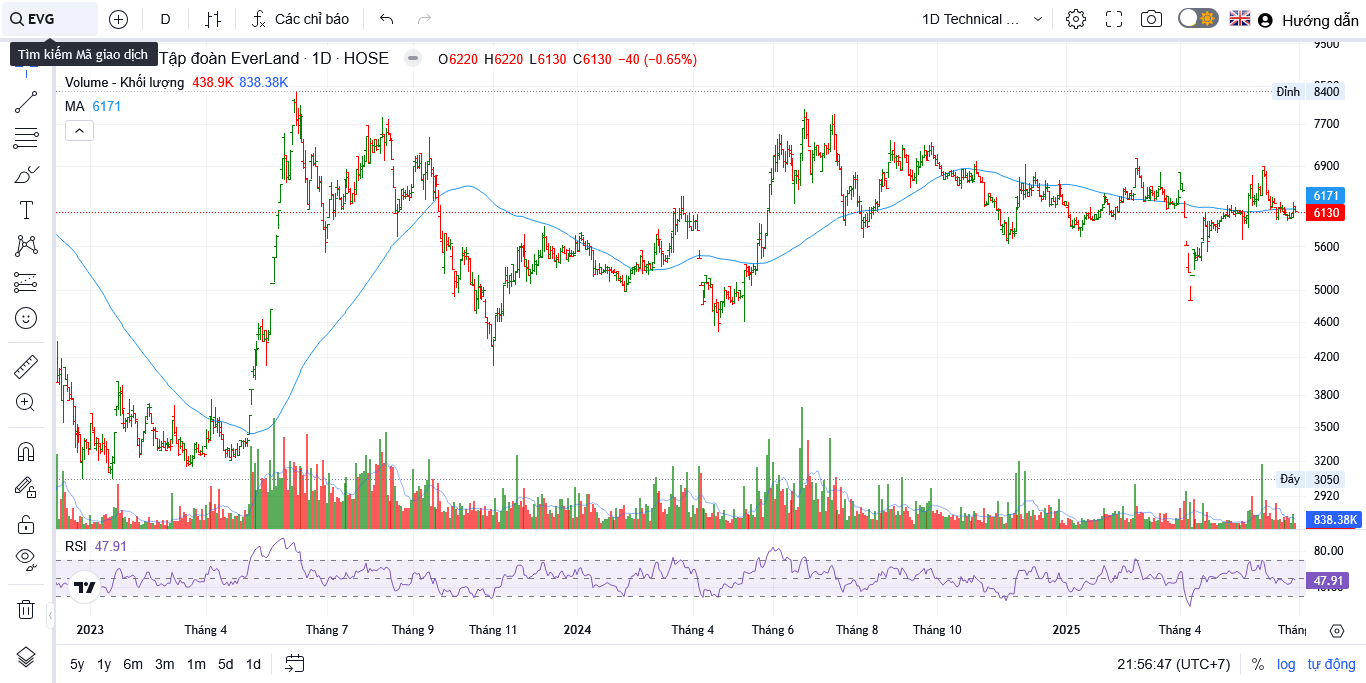 EVG D Các chỉ báo 1D Technical ... Hướng dẫn
Tìm kiếm Mã giao dịch
Tập đoàn EverLand · 1D · HOSE O6220 H6220 L6130 C6130 −40 (−0.65%)
Volume - Khối lượng 438.9K 838.38K
MA 6171
9500
Đỉnh 8400
7700
6900
6171
6130
5600
5000
4600
4200
3800
3500
3200
Đáy 3050
2920
838.38K
RSI 47.91
80.00
47.91
2023 Tháng 4 Tháng 7 Tháng 9 Tháng 11 2024 Tháng 4 Tháng 6 Tháng 8 Tháng 10 2025 Tháng 4
5y 1y 6m 3m 1m 5d 1d 21:56:47 (UTC+7) % log tự động